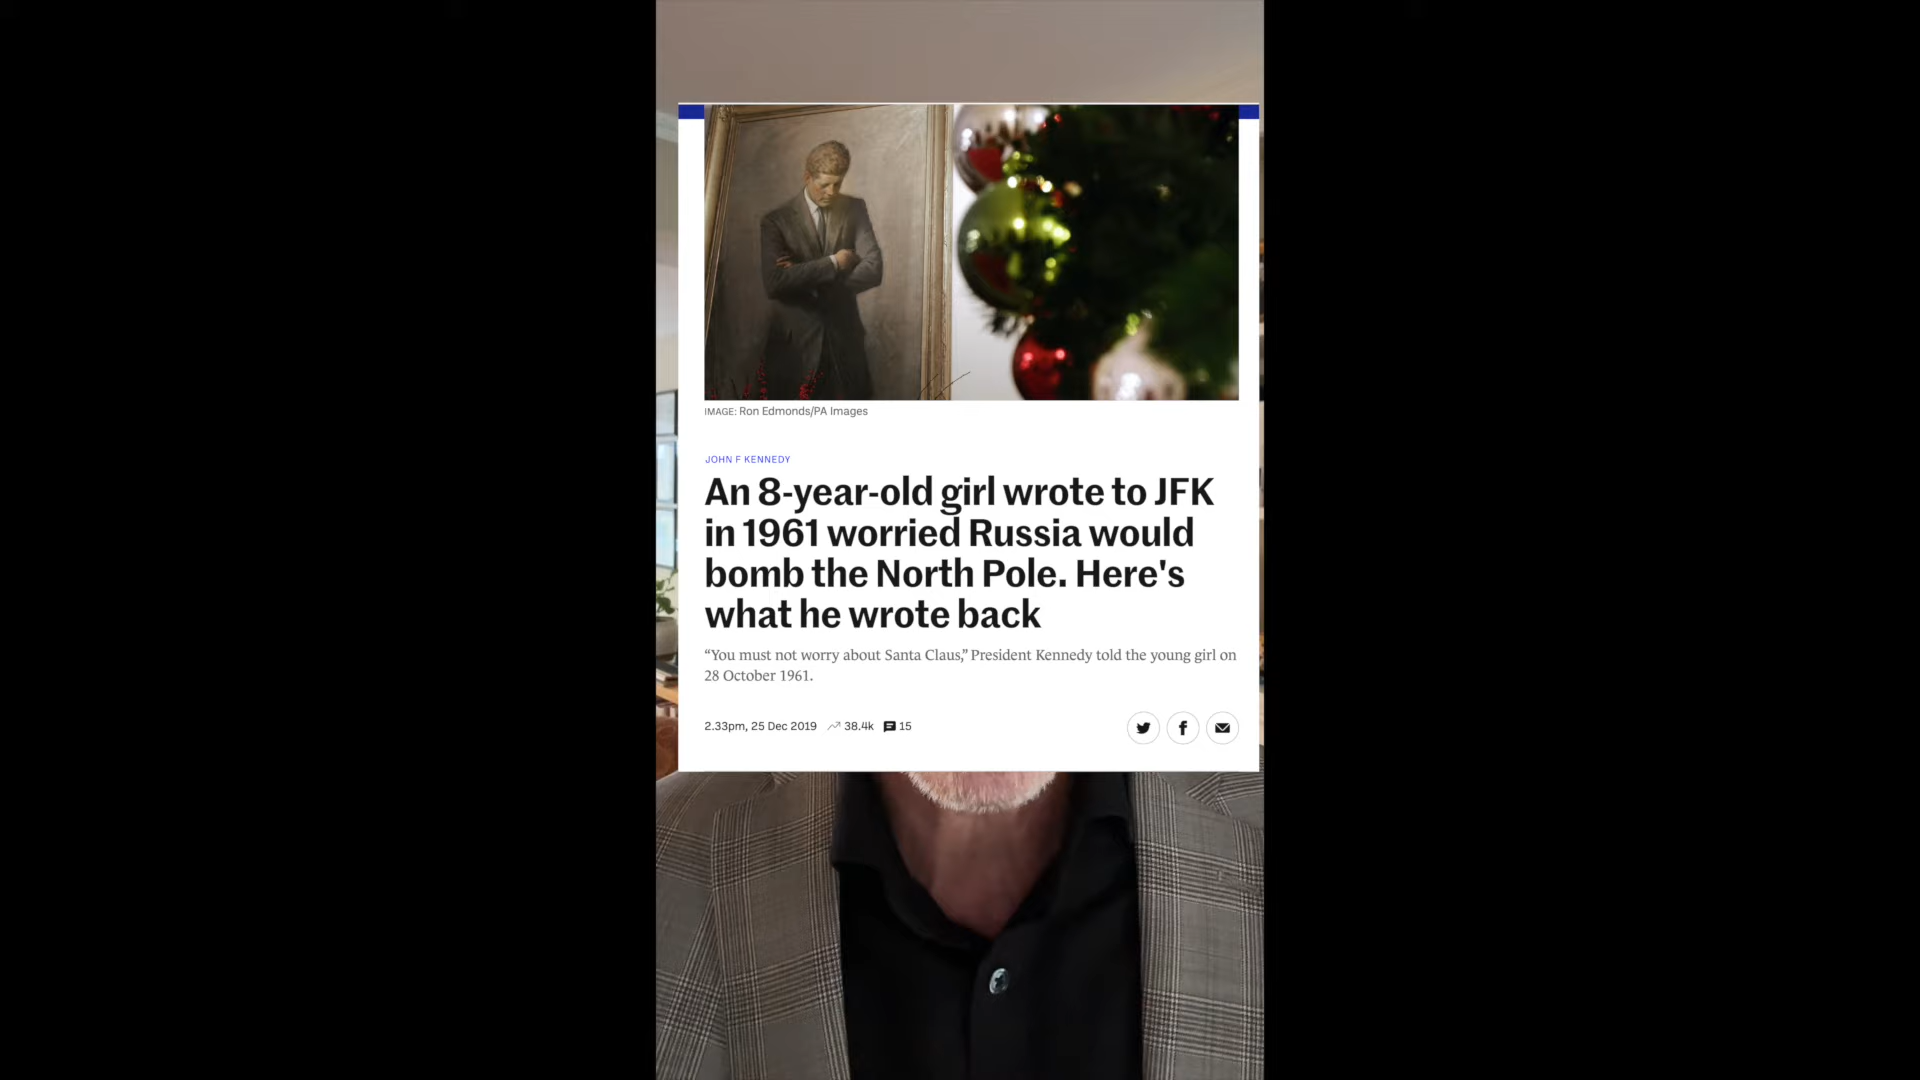 IMAGE: Ron Edmonds/PA Images
JOHN F KENNEDY
An 8-year-old girl wrote to JFK
in 1961 worried Russia would
bomb the North Pole. Here's
what he wrote back
“You must not worry about Santa Claus,” President Kennedy told the young girl on
28 October 1961.
2.33pm, 25 Dec 2019 38.4k 15